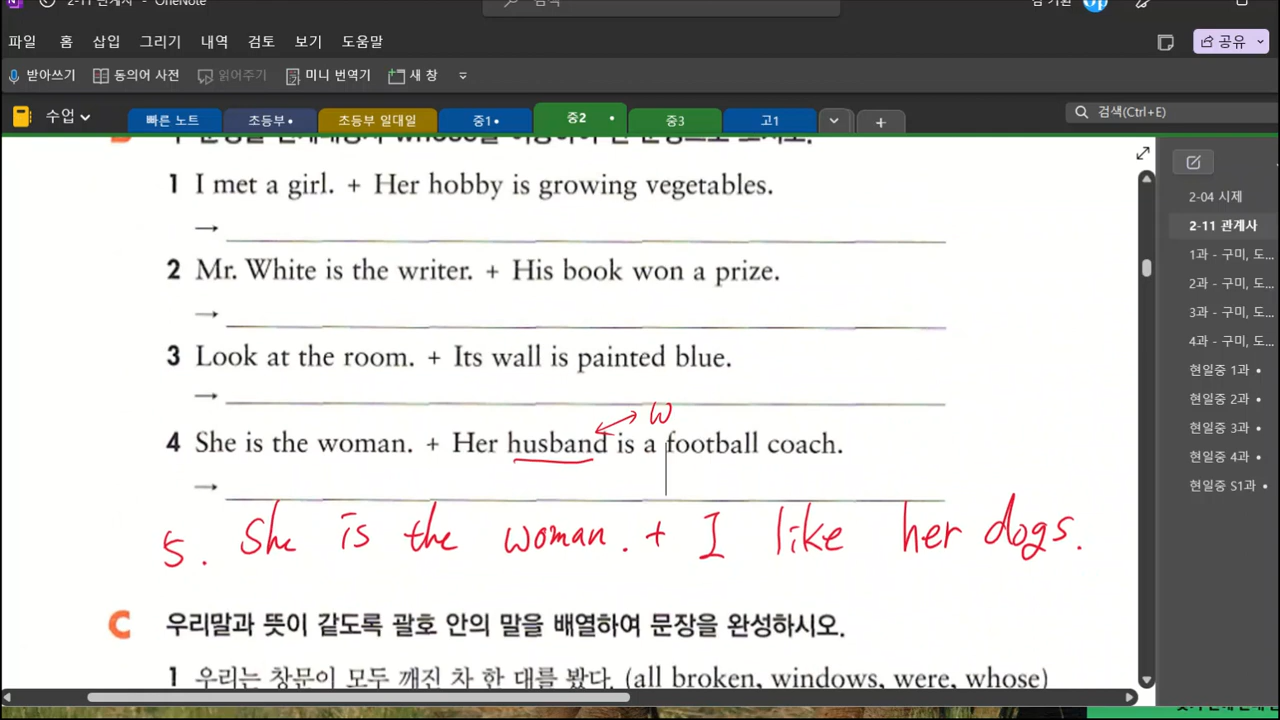 2-11 관계사 - OneNote
검색
파일 홈 삽입 그리기 내역 검토 보기 도움말
공유
받아쓰기 동의어 사전 읽어주기 미니 번역기 새 창
수업 빠른 노트 초등부 • 초등부 일대일 중1 • 중2 • 중3 고1 +
검색(Ctrl+E)
1 I met a girl. + Her hobby is growing vegetables.
→
2 Mr. White is the writer. + His book won a prize.
→
3 Look at the room. + Its wall is painted blue.
→
W
4 She is the woman. + Her husband is a football coach.
→
5. She is the woman. + I like her dogs.
C 우리말과 뜻이 같도록 괄호 안의 말을 배열하여 문장을 완성하시오.
1 우리는 창문이 모두 깨진 차 한 대를 봤다. (all broken, windows, were, whose)
2-04 시제
2-11 관계사
1과 - 구미, 도...
2과 - 구미, 도...
3과 - 구미, 도...
4과 - 구미, 도...
현일중 1과 •
현일중 2과 •
현일중 3과 •
현일중 4과 •
현일중 S1과 •